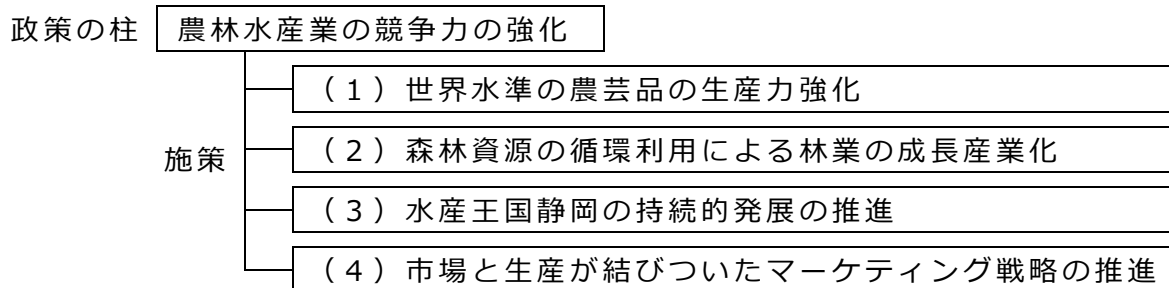 政策の柱 農林水産業の競争力の強化
（１）世界水準の農芸品の生産力強化
施策
（２）森林資源の循環利用による林業の成長産業化
（３）水産王国静岡の持続的発展の推進
（４）市場と生産が結びついたマーケティング戦略の推進